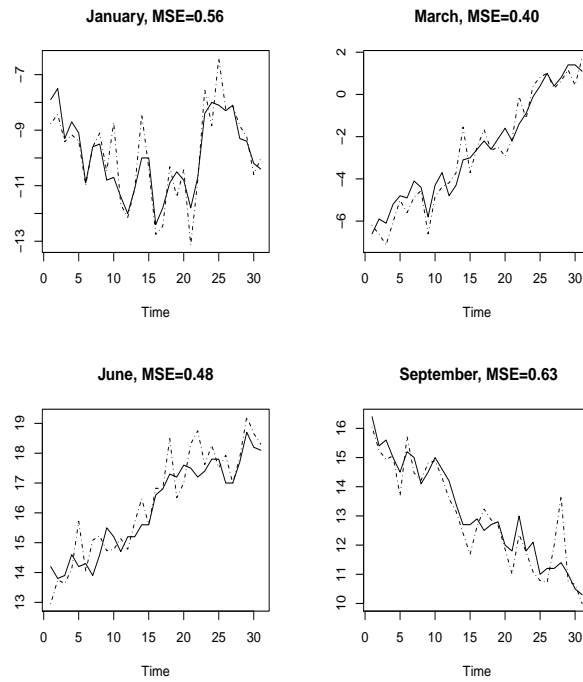 January, MSE=0.56
−7
−9
−11
−13
0 5 10 15 20 25 30
Time
March, MSE=0.40
2
0
−2
−4
−6
0 5 10 15 20 25 30
Time
June, MSE=0.48
19
18
17
16
15
14
13
0 5 10 15 20 25 30
Time
September, MSE=0.63
16
15
14
13
12
11
10
0 5 10 15 20 25 30
Time